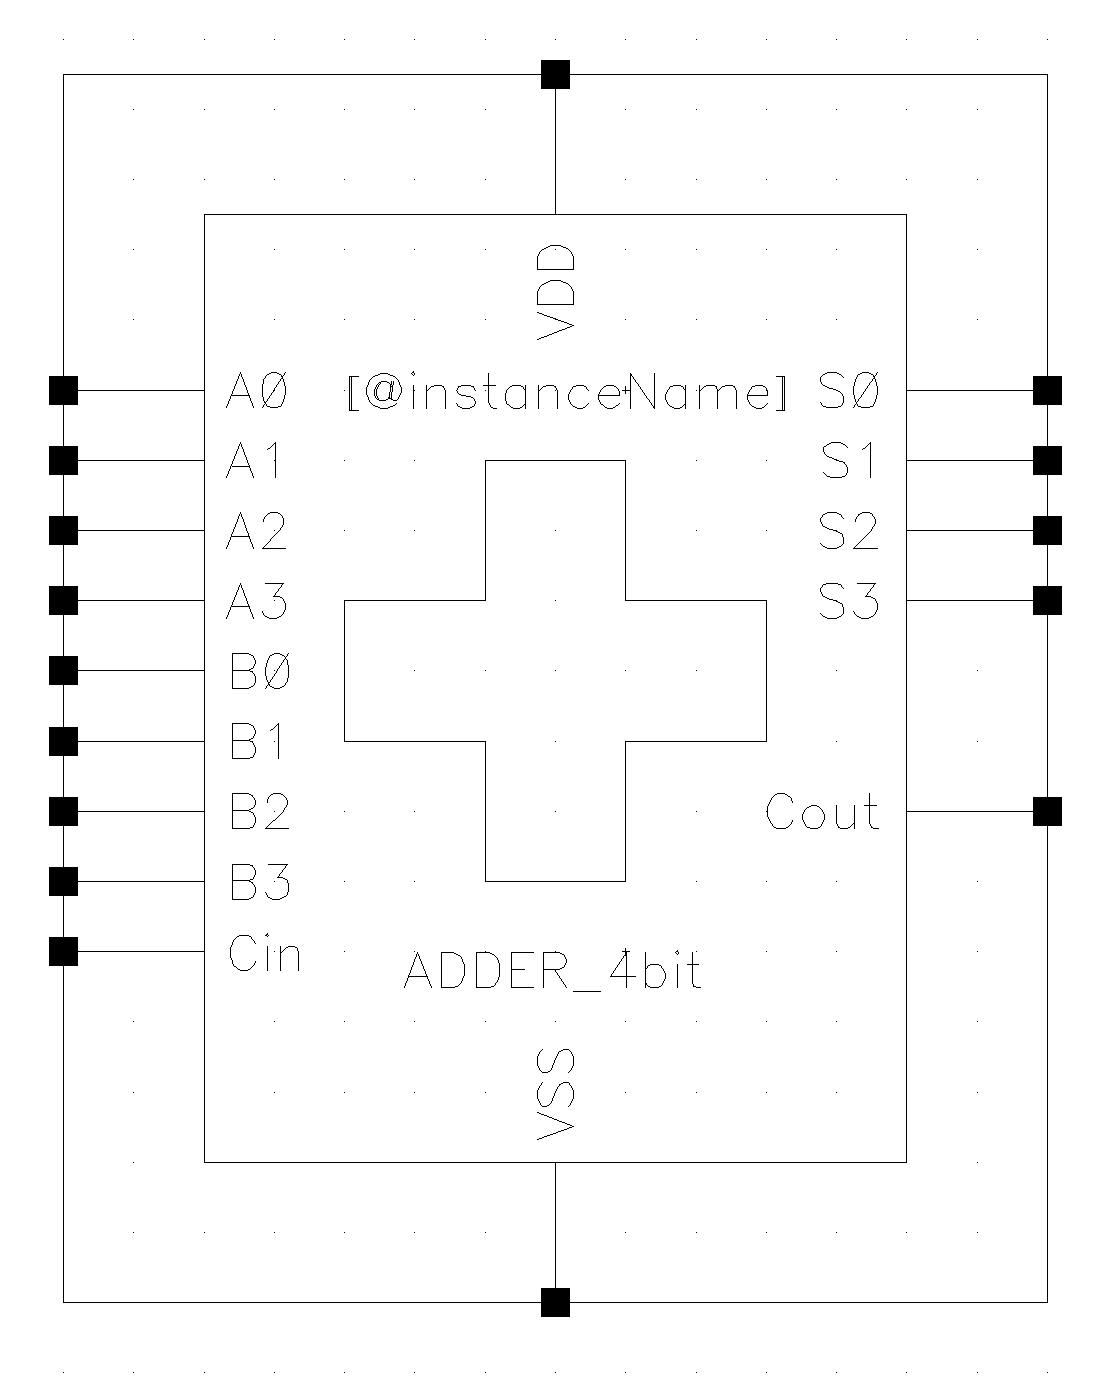 VDD
A0 [@instanceName] S0
A1 S1
A2 S2
A3 S3
B0
B1
B2 Cout
B3
Cin
ADDER_4bit
VSS